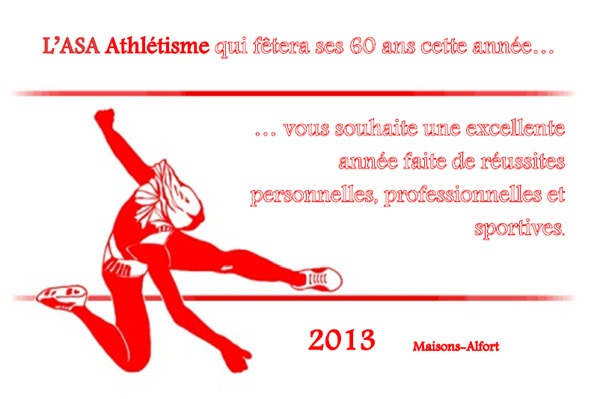 L'ASA Athlétisme qui fêtera ses 60 ans cette année...
... vous souhaite une excellente
année faite de réussites
personnelles, professionnelles et
sportives.
2013 Maisons-Alfort